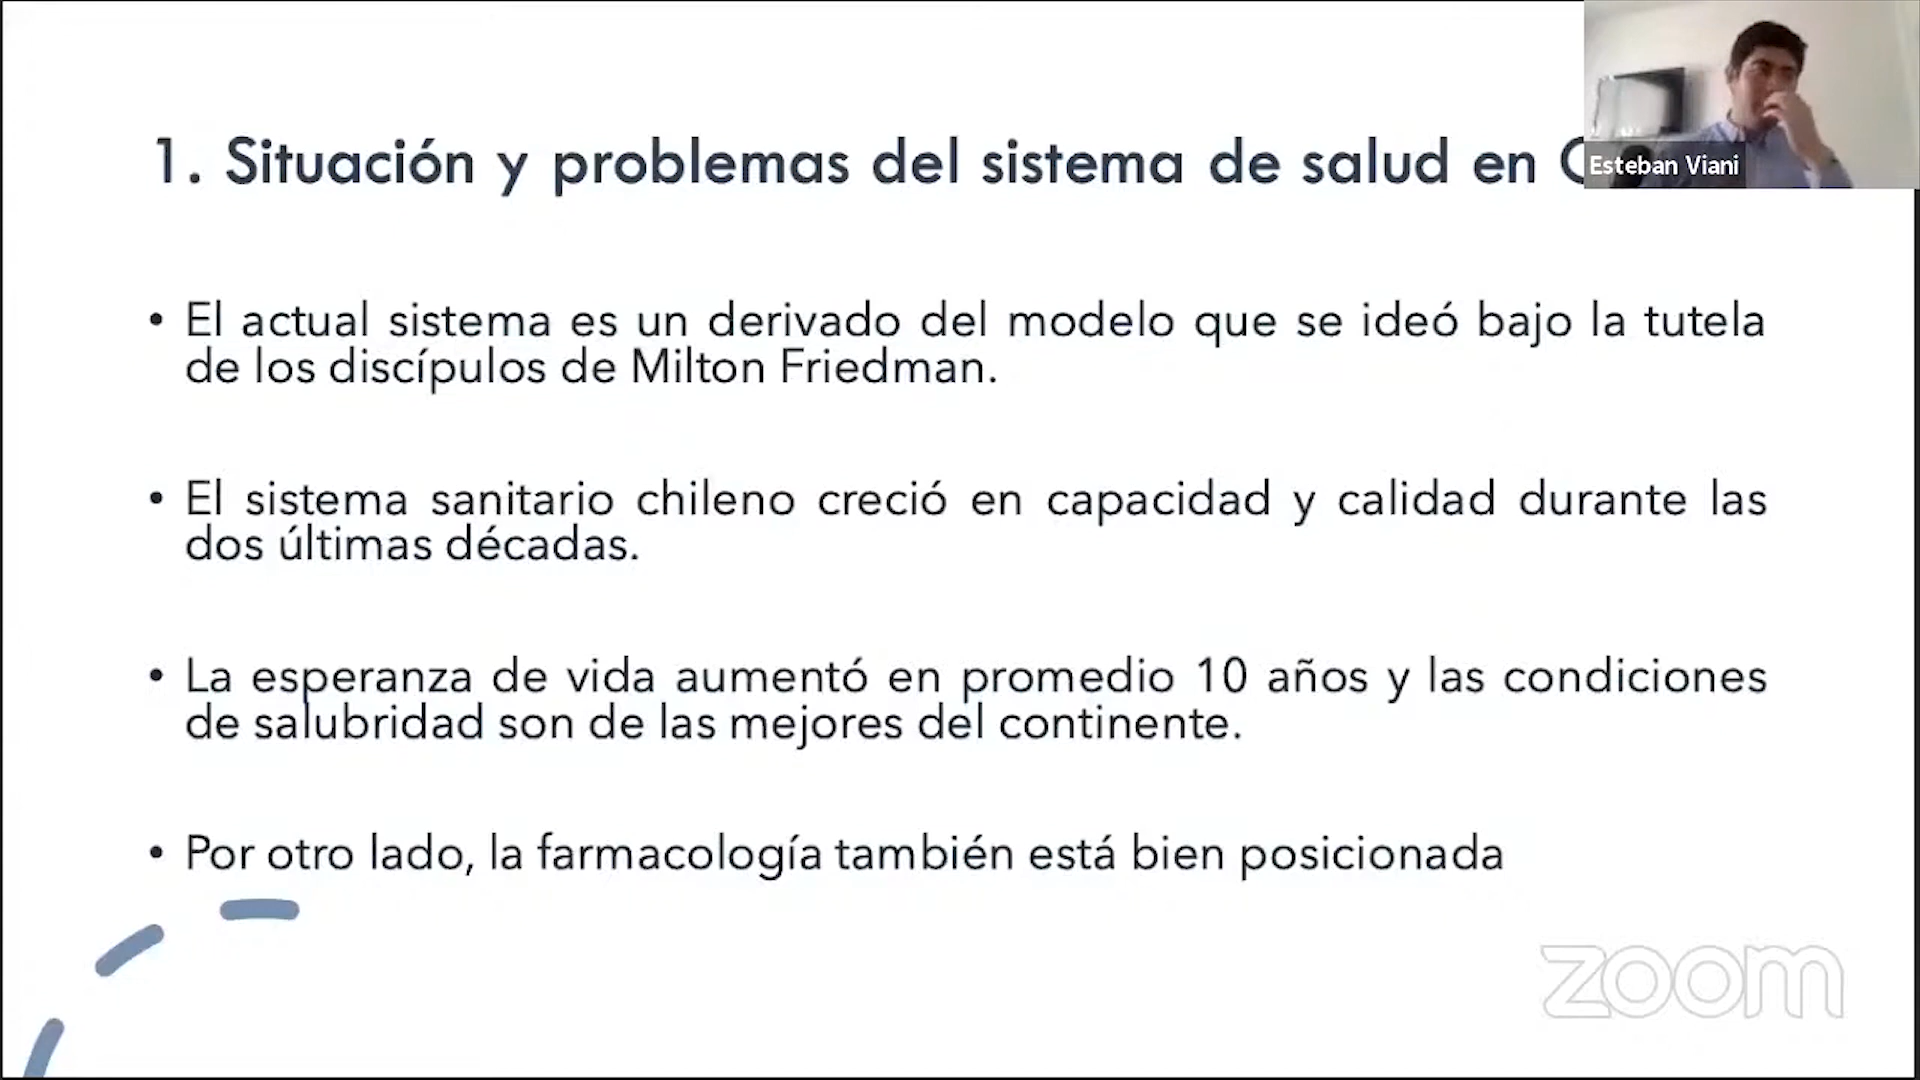 1. Situación y problemas del sistema de salud en
Esteban Viani
• El actual sistema es un derivado del modelo que se ideó bajo la tutela
de los discípulos de Milton Friedman.
• El sistema sanitario chileno creció en capacidad y calidad durante las
dos últimas décadas.
• La esperanza de vida aumentó en promedio 10 años y las condiciones
de salubridad son de las mejores del continente.
• Por otro lado, la farmacología también está bien posicionada
zoom